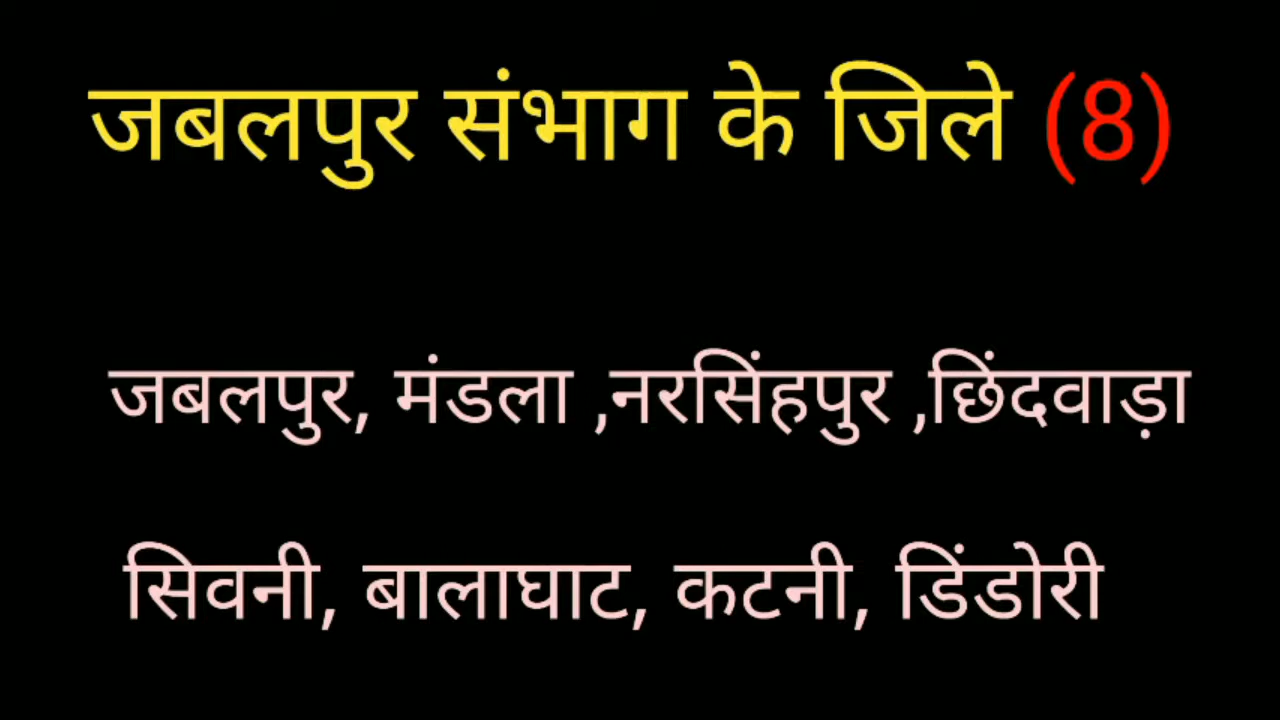 जबलपुर संभाग के जिले (8)
जबलपुर, मंडला ,नरसिंहपुर ,छिंदवाड़ा
सिवनी, बालाघाट, कटनी, डिंडोरी